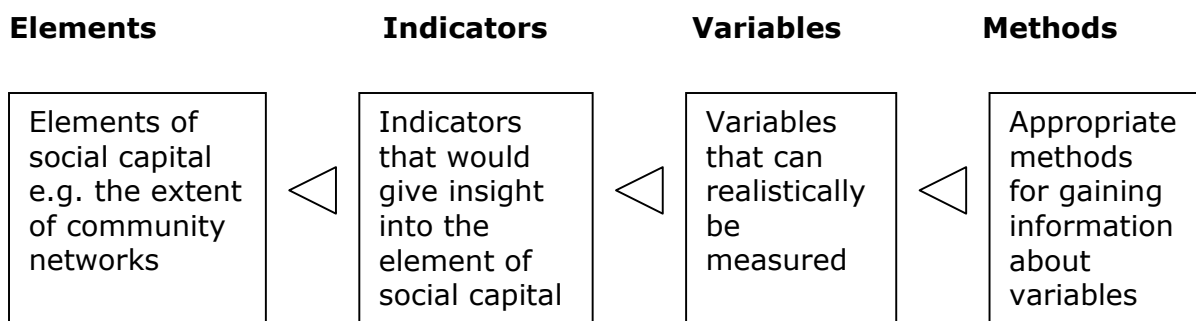 Elements Indicators Variables Methods
Elements of
social capital
e.g. the extent
of community
networks
Indicators
that would
give insight
into the
element of
social capital
Variables
that can
realistically
be
measured
Appropriate
methods
for gaining
information
about
variables